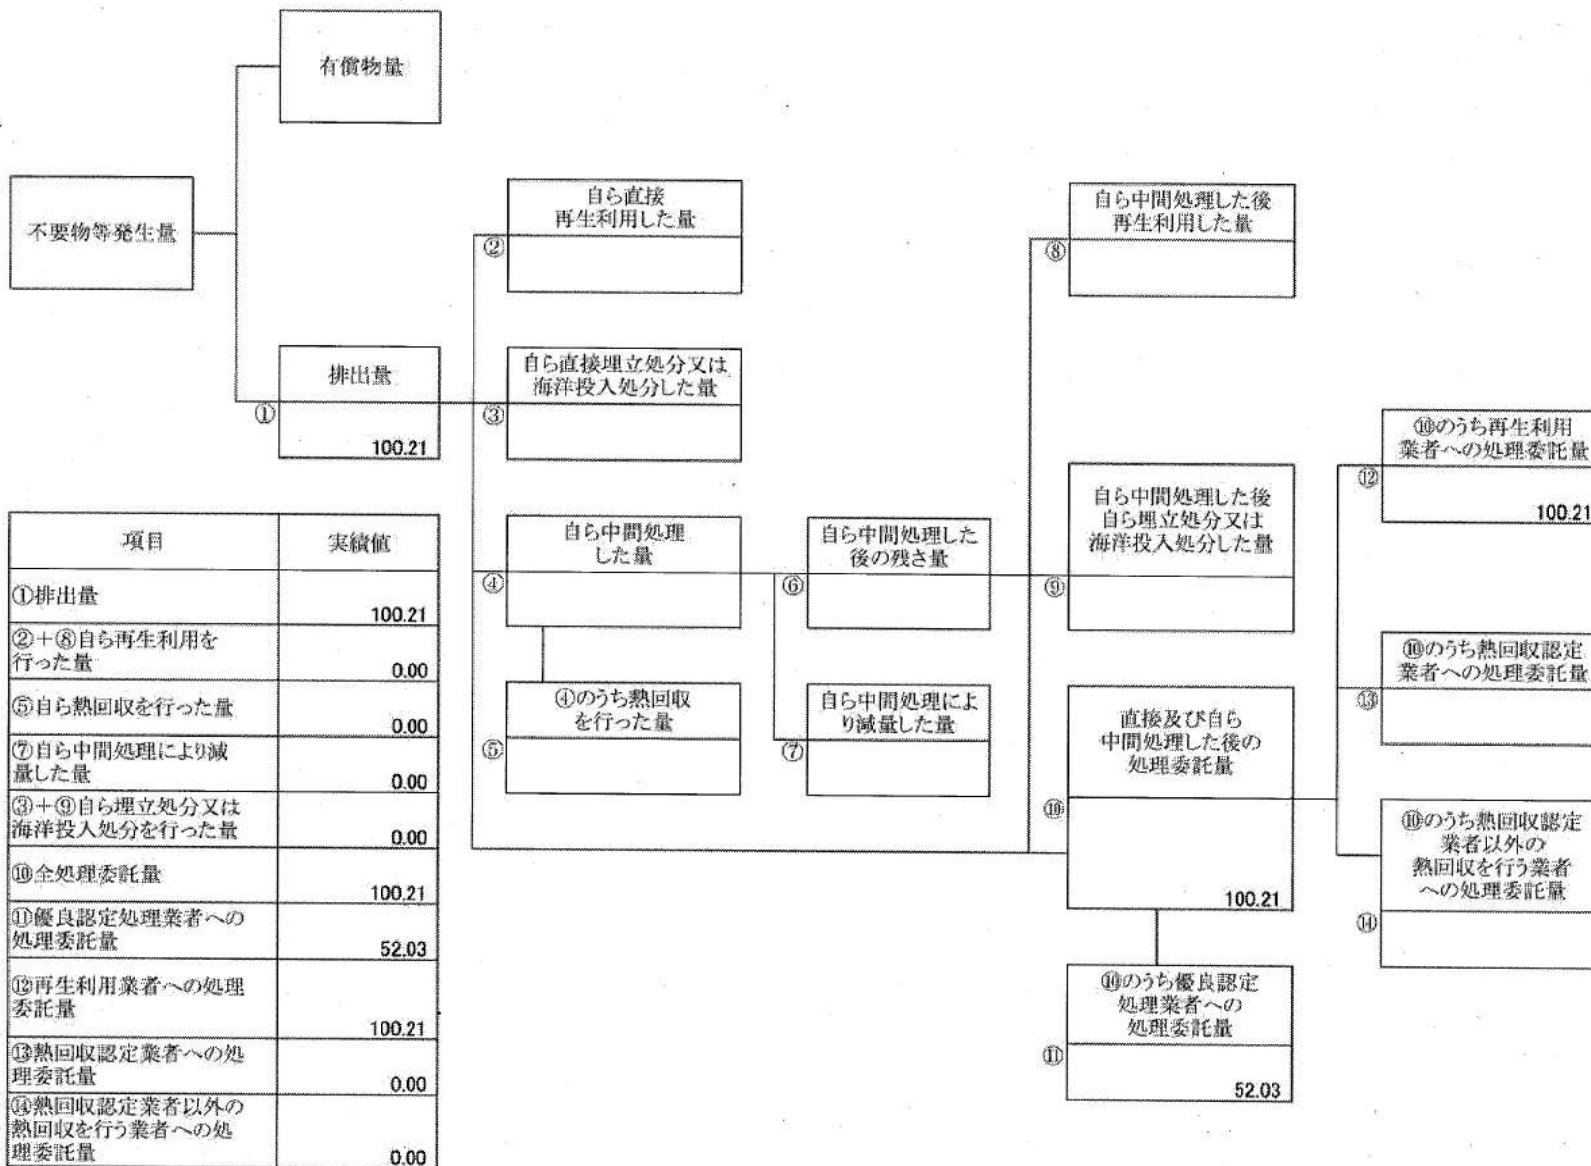 有償物量
不要物等発生量
排出量
①
100.21
自ら直接
再生利用した量
②
自ら直接埋立処分又は
海洋投入処分した量
③
自ら中間処理
した量
④
④のうち熱回収
を行った量
⑤
自ら中間処理した
後の残さ量
⑥
自ら中間処理によ
り減量した量
⑦
自ら中間処理した後
再生利用した量
⑧
自ら中間処理した後
自ら埋立処分又は
海洋投入処分した量
⑨
直接及び自ら
中間処理した後の
処理委託量
⑩
100.21
⑩のうち優良認定
処理業者への
処理委託量
⑪
52.03
⑩のうち再生利用
業者への処理委託量
⑫
100.21
⑩のうち熱回収認定
業者への処理委託量
⑬
⑩のうち熱回収認定
業者以外の
熱回収を行う業者
への処理委託量
⑭
項目 実績値
①排出量
100.21
②+⑧自ら再生利用を
行った量
0.00
⑤自ら熱回収を行った量
0.00
⑦自ら中間処理により減
量した量
0.00
③+⑨自ら埋立処分又は
海洋投入処分を行った量
0.00
⑩全処理委託量
100.21
⑪優良認定処理業者への
処理委託量
52.03
⑫再生利用業者への処理
委託量
100.21
⑬熱回収認定業者への処
理委託量
0.00
⑭熱回収認定業者以外の
熱回収を行う業者への処
理委託量
0.00